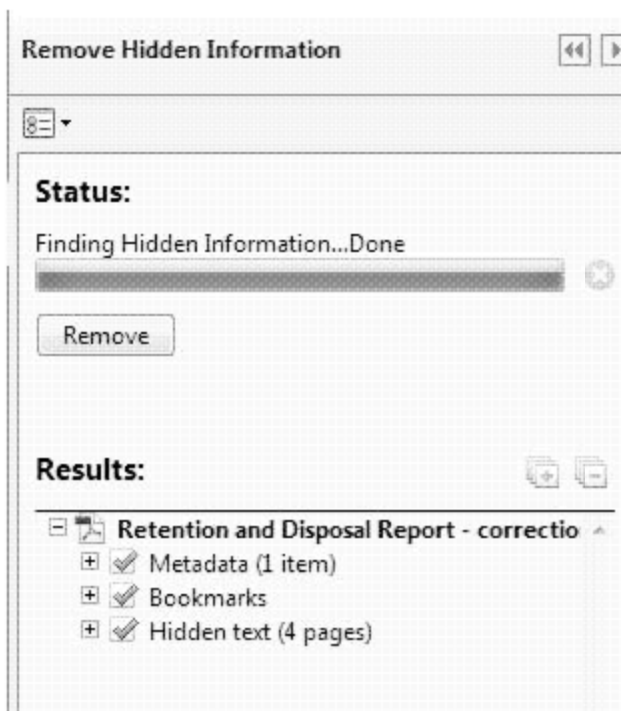 Remove Hidden Information
Status:
Finding Hidden Information...Done
Remove
Results:
Retention and Disposal Report - correctio
Metadata (1 item)
Bookmarks
Hidden text (4 pages)